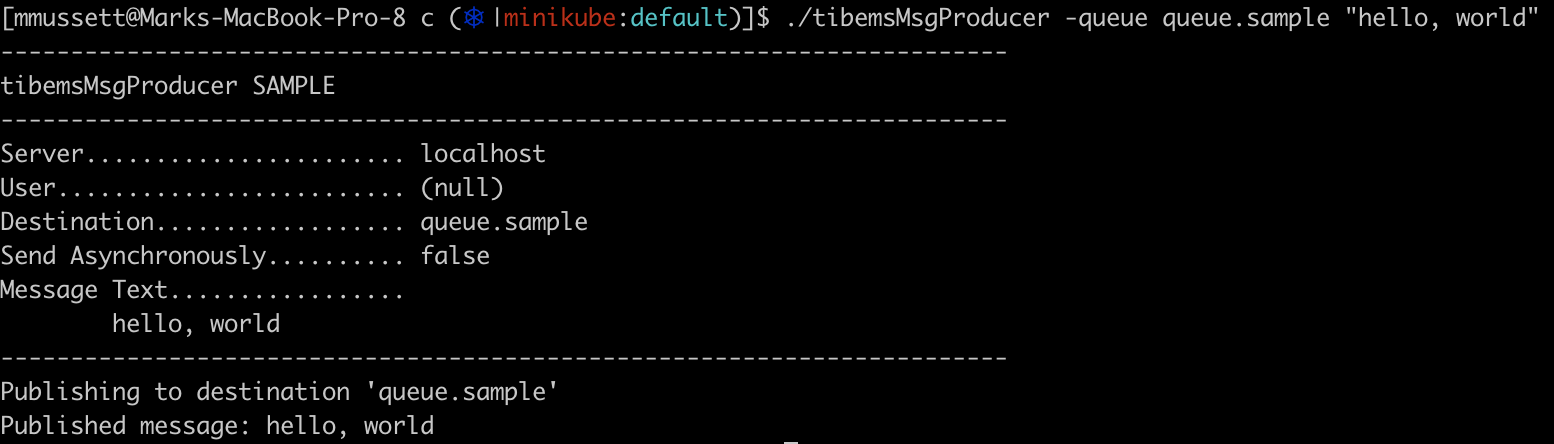 [mmussett@Marks-MacBook-Pro-8 c (⎈|minikube:default)]$ ./tibemsMsgProducer -queue queue.sample "hello, world"
------------------------------------------------------------------------
tibemsMsgProducer SAMPLE
------------------------------------------------------------------------
Server....................... localhost
User......................... (null)
Destination.................. queue.sample
Send Asynchronously.......... false
Message Text.................
        hello, world
------------------------------------------------------------------------
Publishing to destination 'queue.sample'
Published message: hello, world